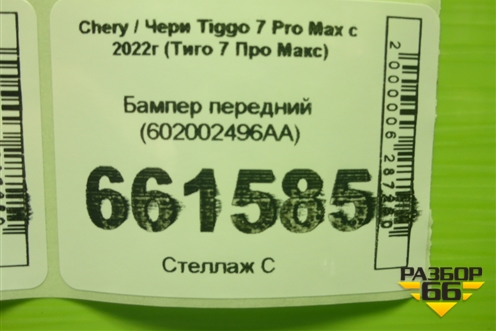 Chery / Чери Tiggo 7 Pro Max с
2022г (Тиго 7 Про Макс)
Бампер передний
(602002496AA)
661585
Стеллаж С
РАЗБОР
66